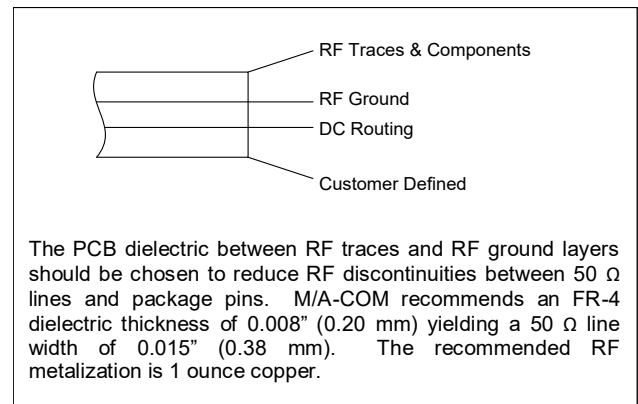 RF Traces & Components
RF Ground
DC Routing
Customer Defined
The PCB dielectric between RF traces and RF ground layers
should be chosen to reduce RF discontinuities between 50 Ω
lines and package pins. M/A-COM recommends an FR-4
dielectric thickness of 0.008” (0.20 mm) yielding a 50 Ω line
width of 0.015” (0.38 mm). The recommended RF
metalization is 1 ounce copper.